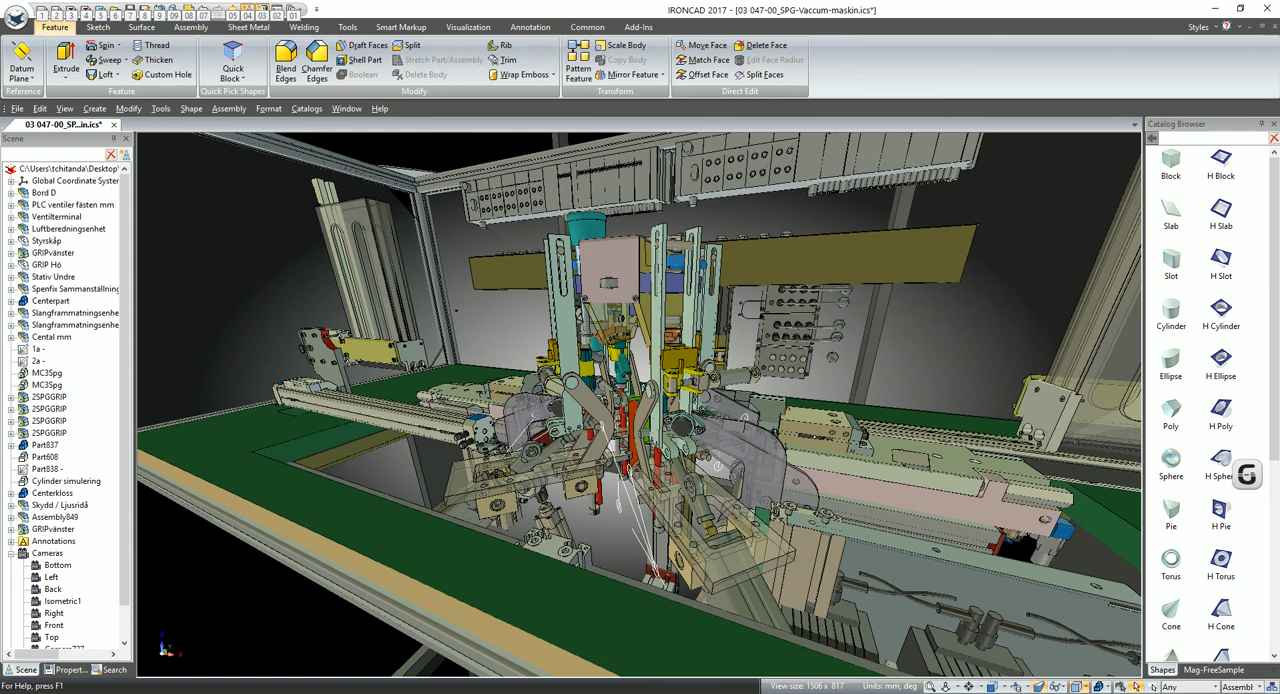 IRONCAD 2017 - [03 047-00_SPG-Vaccum-maskin.ics*]
Feature Sketch Surface Assembly Sheet Metal Welding Tools Smart Markup Visualization Annotation Common Add-Ins Styles
Datum Plane
Extrude
Spin
Sweep
Loft
Thread
Thicken
Custom Hole
Quick Block
Blend Edges
Chamfer Edges
Draft Faces
Shell Part
Boolean
Split
Stretch Part/Assembly
Delete Body
Rib
Trim
Wrap Emboss
Pattern Feature
Scale Body
Copy Body
Mirror Feature
Move Face
Match Face
Offset Face
Delete Face
Edit Face Radius
Split Faces
Reference Feature Quick Pick Shapes Modify Transform Direct Edit
File Edit View Create Modify Tools Shape Assembly Format Catalogs Window Help
03 047-00_SP...in.ics*
Scene
C:\Users\tchitanda\Desktop\
Global Coordinate Syster
Bord D
PLC ventiler fästen mm
Ventilterminal
Luftberedningsenhet
Styrskåp
GRIPvänster
GRIP Hö
Stativ Undre
Spenfix Sammanställning
Centerpart
Slangframmatningsenhe
Slangframmatningsenhe
Cental mm
1a -
2a -
MC3Spg
MC3Spg
2SPGGRIP
2SPGGRIP
2SPGGRIP
2SPGGRIP
Part837
Part608
Part838 -
Cylinder simulering
Centerkloss
Skydd / Ljusridå
Assembly849
GRIPvänster
Annotations
Cameras
Bottom
Left
Back
Isometric1
Right
Front
Top
Scene Propert... Search
Catalog Browser
Block H Block
Slab H Slab
Slot H Slot
Cylinder H Cylinder
Ellipse H Ellipse
Poly H Poly
Sphere H Spher
Pie H Pie
Torus H Torus
Cone H Cone
Shapes Mag-FreeSample
For Help, press F1
View size: 1506 x 817 Units: mm, deg
Any
Assembl